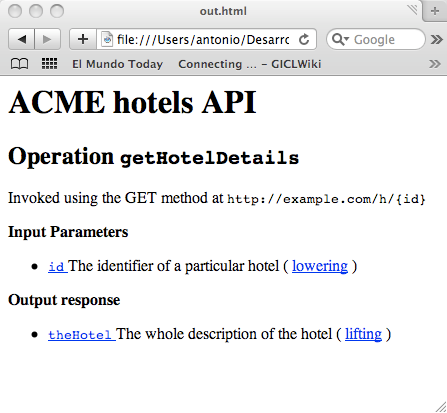 out.html
file:///Users/antonio/Desarro
Google
El Mundo Today Connecting ... – GICLWiki
ACME hotels API
Operation getHotelDetails
Invoked using the GET method at http://example.com/h/{id}
Input Parameters
id The identifier of a particular hotel ( lowering )
Output response
theHotel The whole description of the hotel ( lifting )